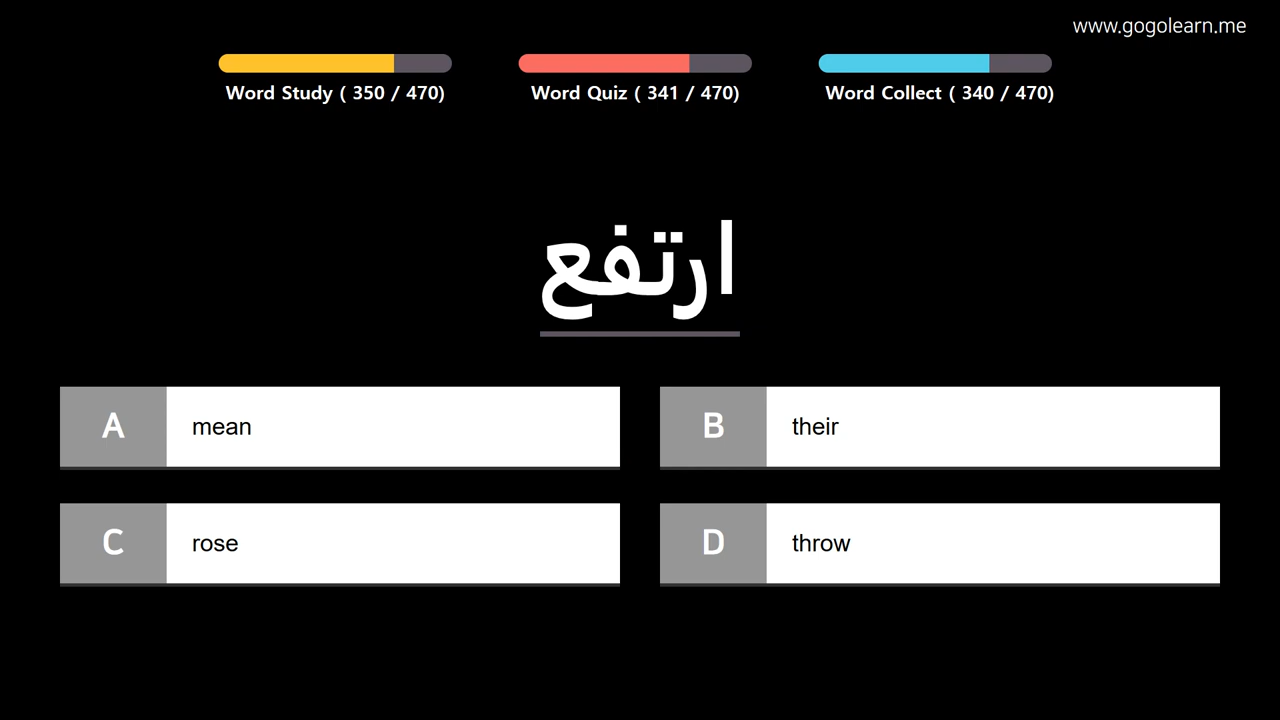 www.gogolearn.me
Word Study ( 350 / 470)
Word Quiz ( 341 / 470)
Word Collect ( 340 / 470)
ارتفع
A mean
B their
C rose
D throw